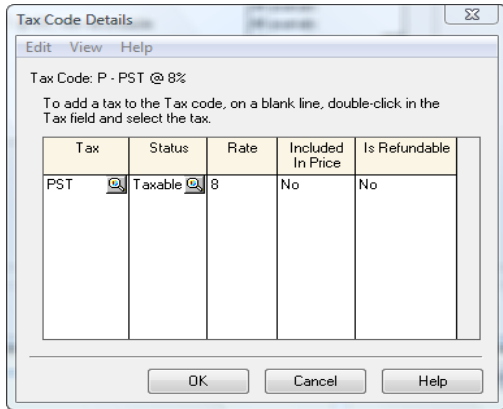 Tax Code Details
Edit View Help
Tax Code: P - PST @ 8%
To add a tax to the Tax code, on a blank line, double-click in the
Tax field and select the tax.
Tax Status Rate Included In Price Is Refundable
PST Taxable 8 No No
OK Cancel Help